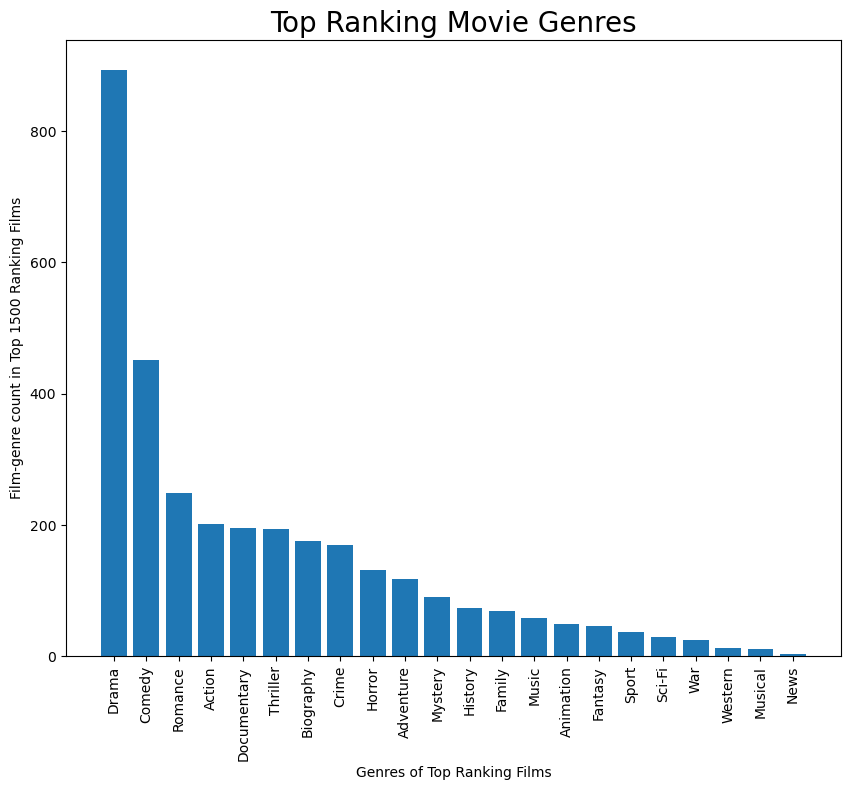 Top Ranking Movie Genres
Film-genre count in Top 1500 Ranking Films
800
600
400
200
0
Drama
Comedy
Romance
Action
Documentary
Thriller
Biography
Crime
Horror
Adventure
Mystery
History
Family
Music
Animation
Fantasy
Sport
Sci-Fi
War
Western
Musical
News
Genres of Top Ranking Films